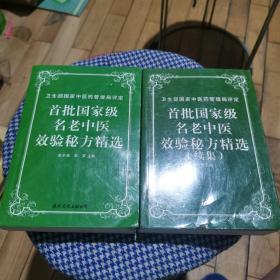 卫生部国家中医药管理局评定
首批国家级
名老中医
效验秘方精选
卫生部国家中医药管理局评定
首批国家级
名老中医
效验秘方精选
（续集）